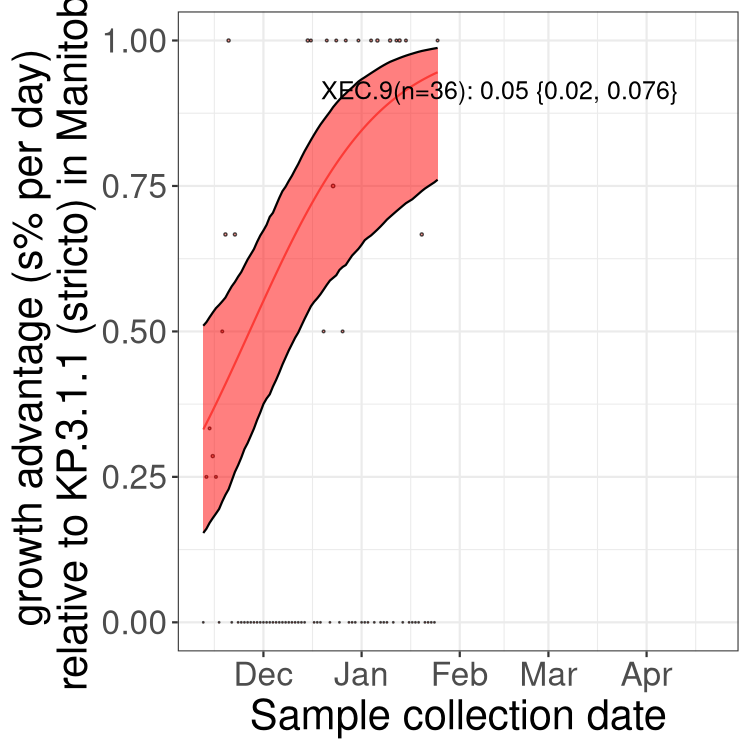 growth advantage (s% per day)
relative to KP.3.1.1 (stricto) in Manitob
1.00
0.75
0.50
0.25
0.00
XEC.9(n=36): 0.05 {0.02, 0.076}
Dec Jan Feb Mar Apr
Sample collection date